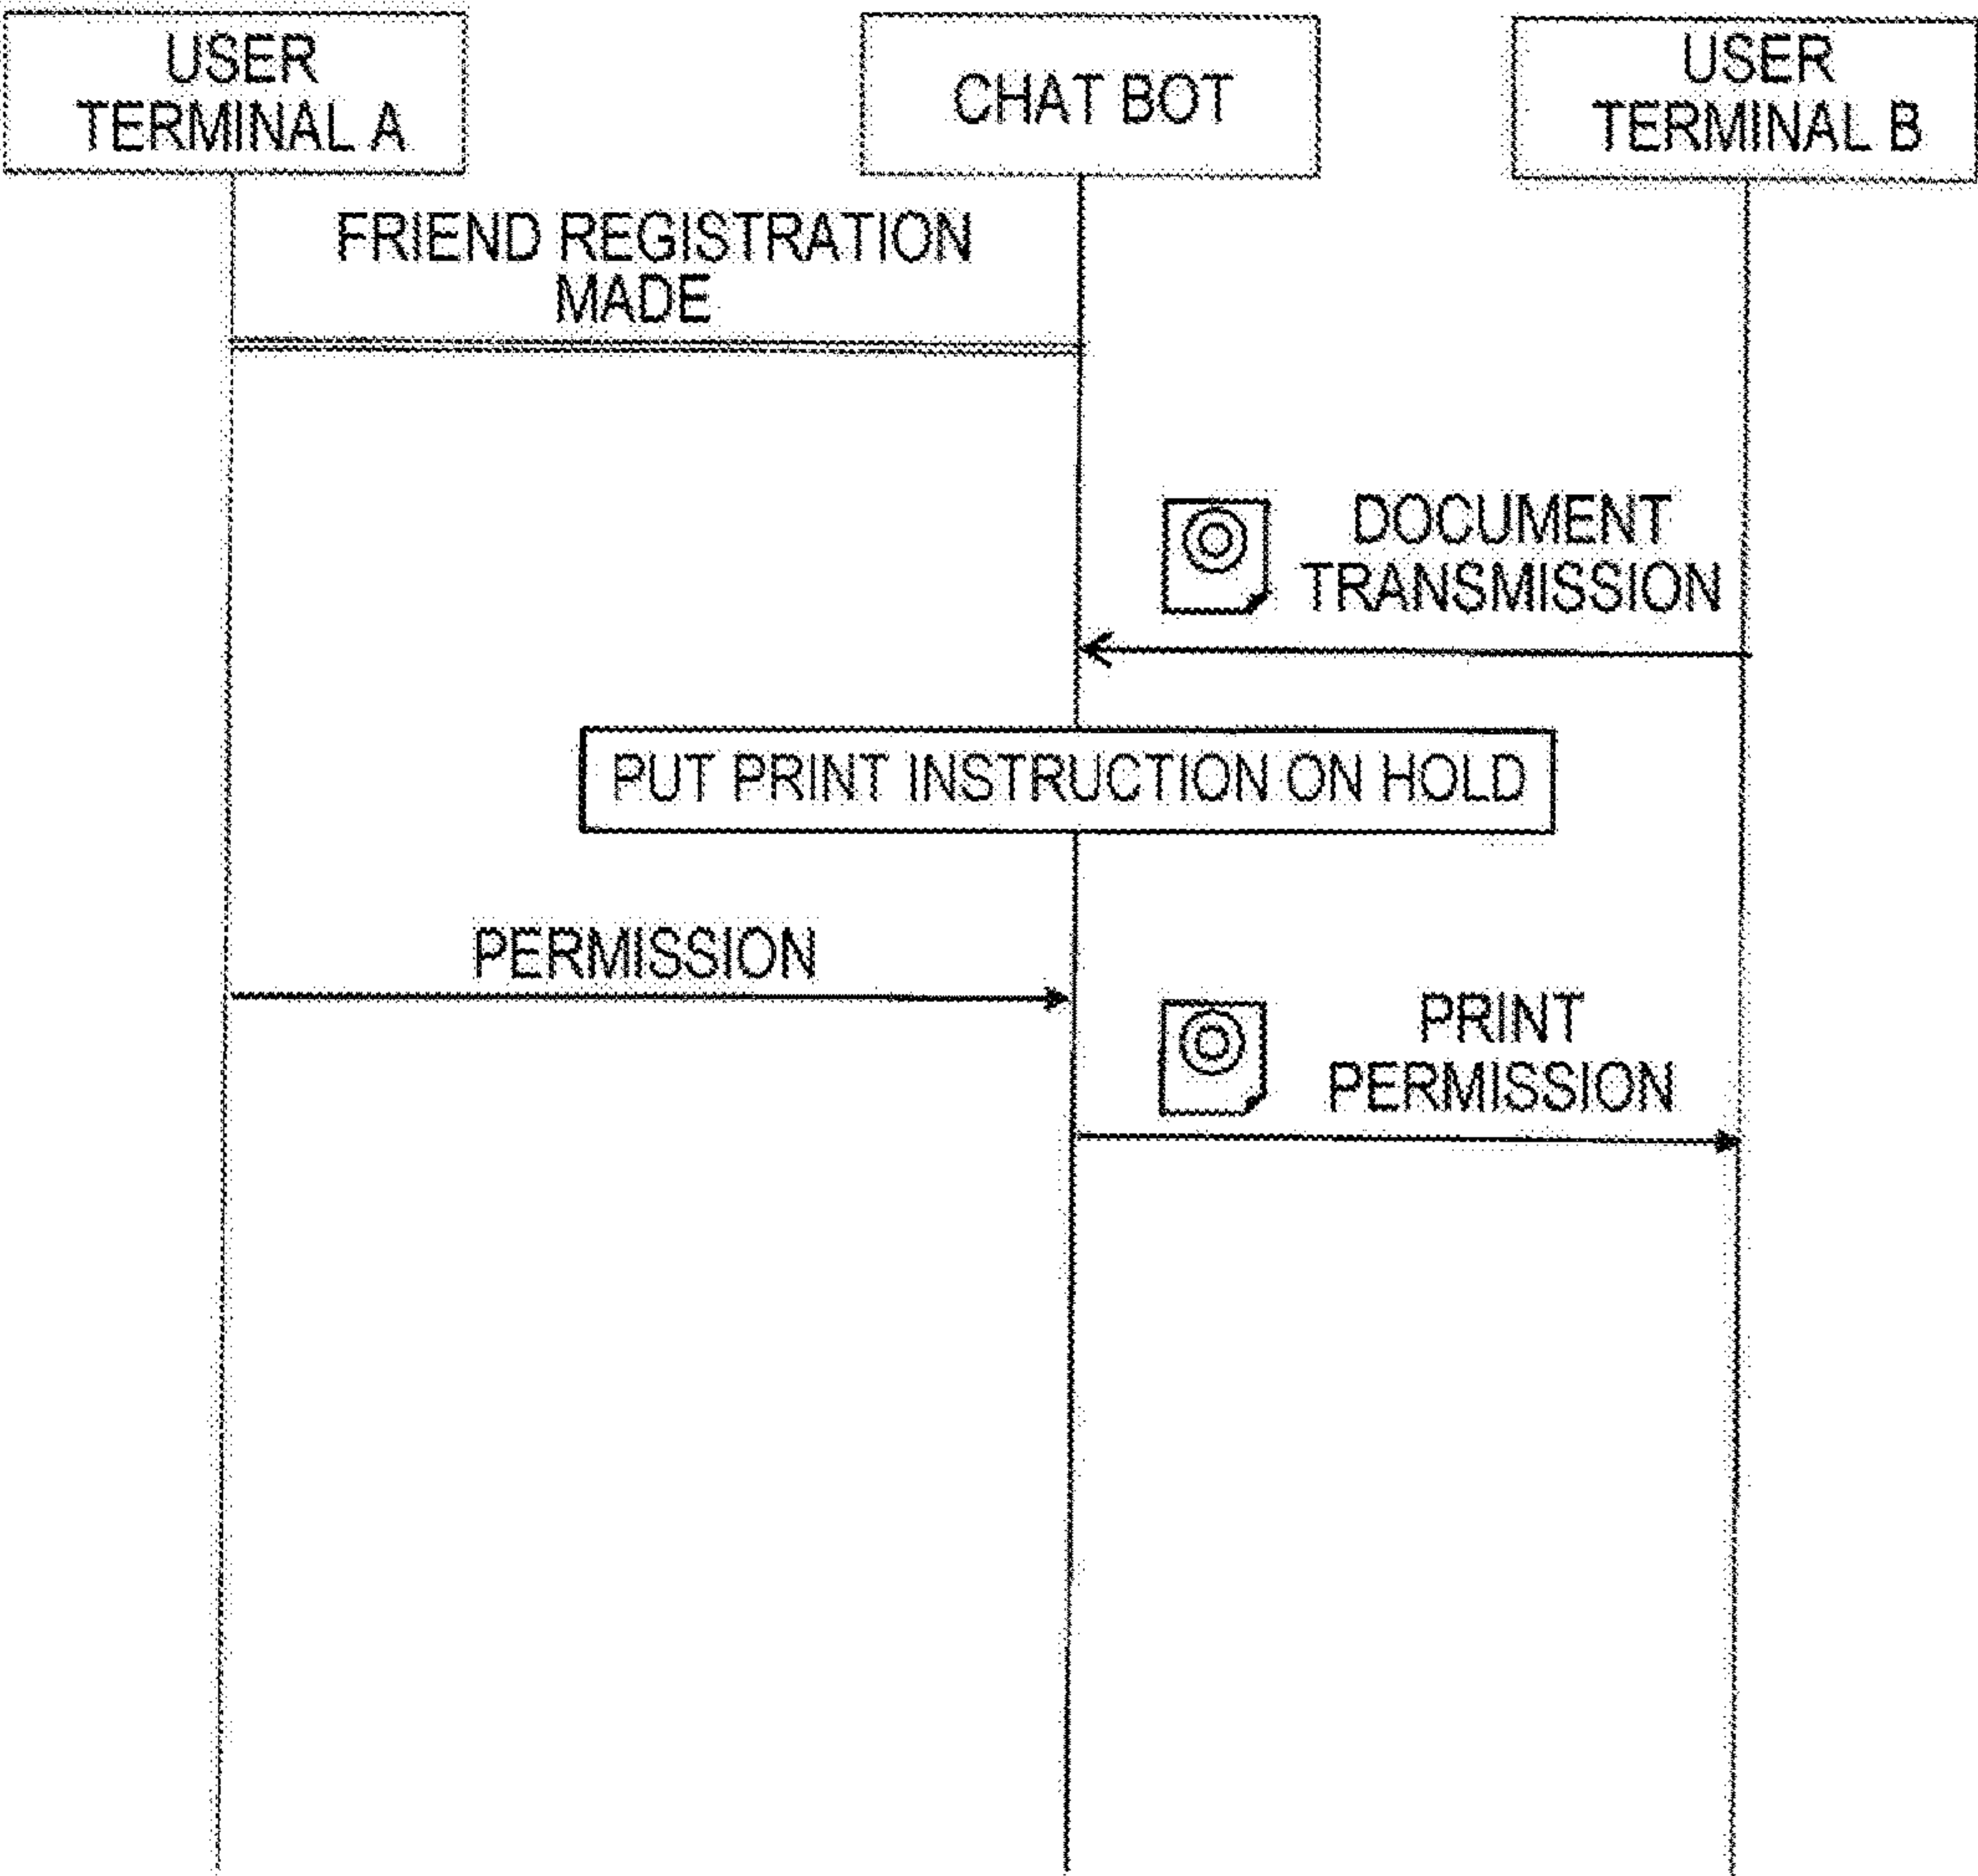 USER
TERMINAL A
CHAT BOT
USER
TERMINAL B
FRIEND REGISTRATION
MADE
DOCUMENT
TRANSMISSION
PUT PRINT INSTRUCTION ON HOLD
PERMISSION
PRINT
PERMISSION